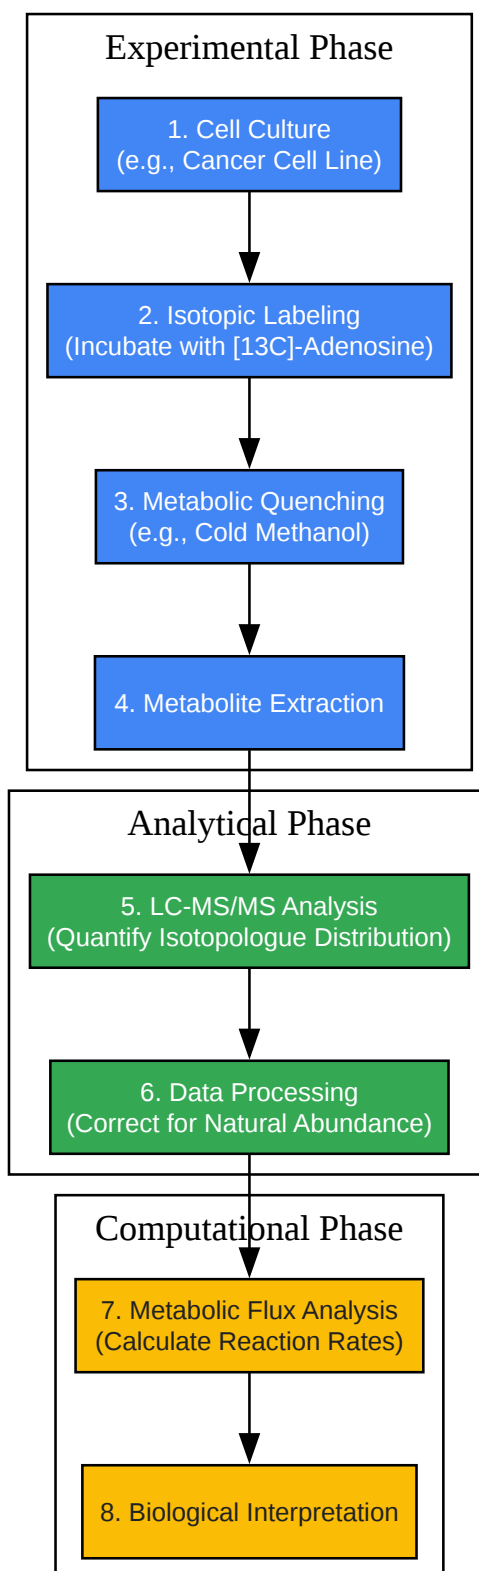 Experimental Phase
1. Cell Culture
(e.g., Cancer Cell Line)
2. Isotopic Labeling
(Incubate with [13C]-Adenosine)
3. Metabolic Quenching
(e.g., Cold Methanol)
4. Metabolite Extraction
Analytical Phase
5. LC-MS/MS Analysis
(Quantify Isotopologue Distribution)
6. Data Processing
(Correct for Natural Abundance)
Computational Phase
7. Metabolic Flux Analysis
(Calculate Reaction Rates)
8. Biological Interpretation